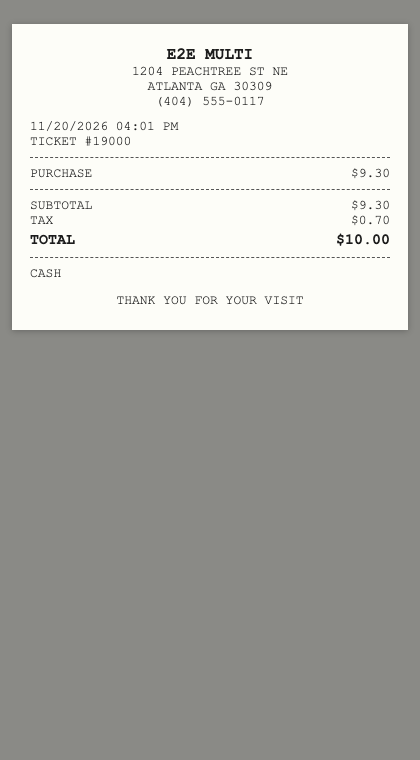 E2E MULTI
1204 PEACHTREE ST NE
ATLANTA GA 30309
(404) 555-0117
11/20/2026 04:01 PM
TICKET #19000
PURCHASE $9.30
SUBTOTAL $9.30
TAX $0.70
TOTAL $10.00
CASH
THANK YOU FOR YOUR VISIT